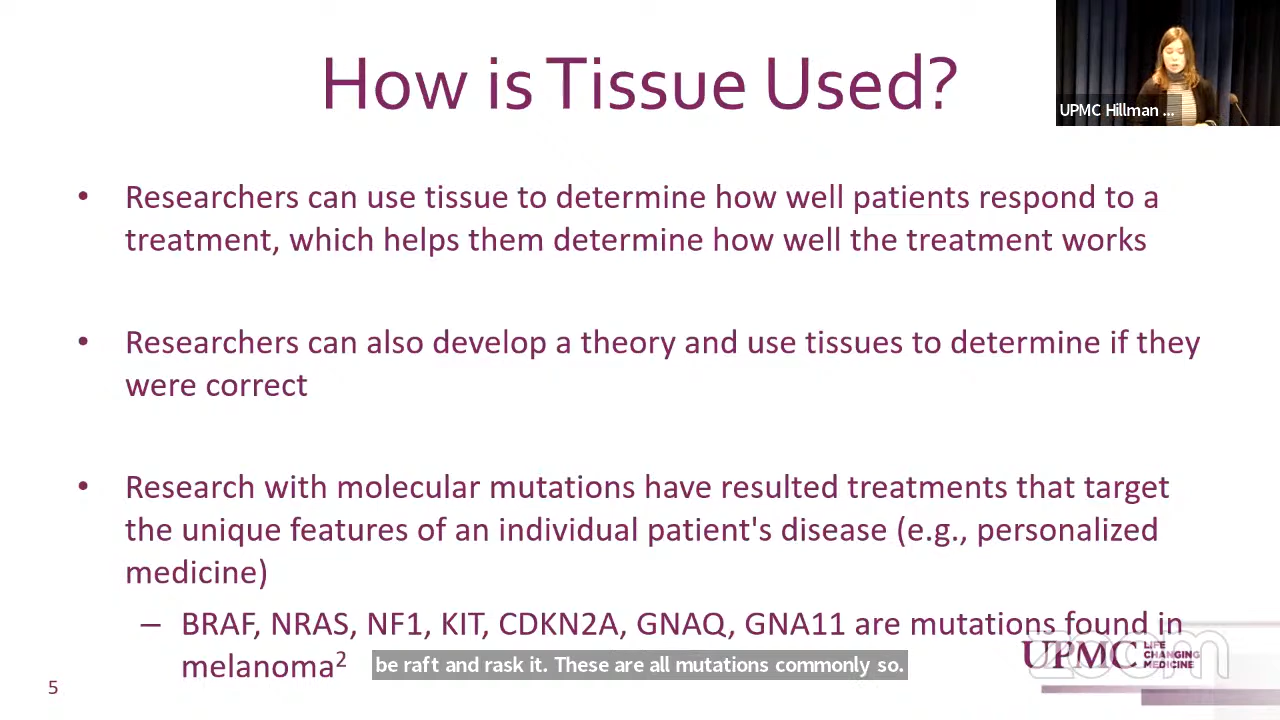 How is Tissue Used?
UPMC Hillman ...
• Researchers can use tissue to determine how well patients respond to a
treatment, which helps them determine how well the treatment works
• Researchers can also develop a theory and use tissues to determine if they
were correct
• Research with molecular mutations have resulted treatments that target
the unique features of an individual patient's disease (e.g., personalized
medicine)
– BRAF, NRAS, NF1, KIT, CDKN2A, GNAQ, GNA11 are mutations found in
melanoma2
be raft and rask it. These are all mutations commonly so.
UPMC LIFE
CHANGING
MEDICINE
zoom
5